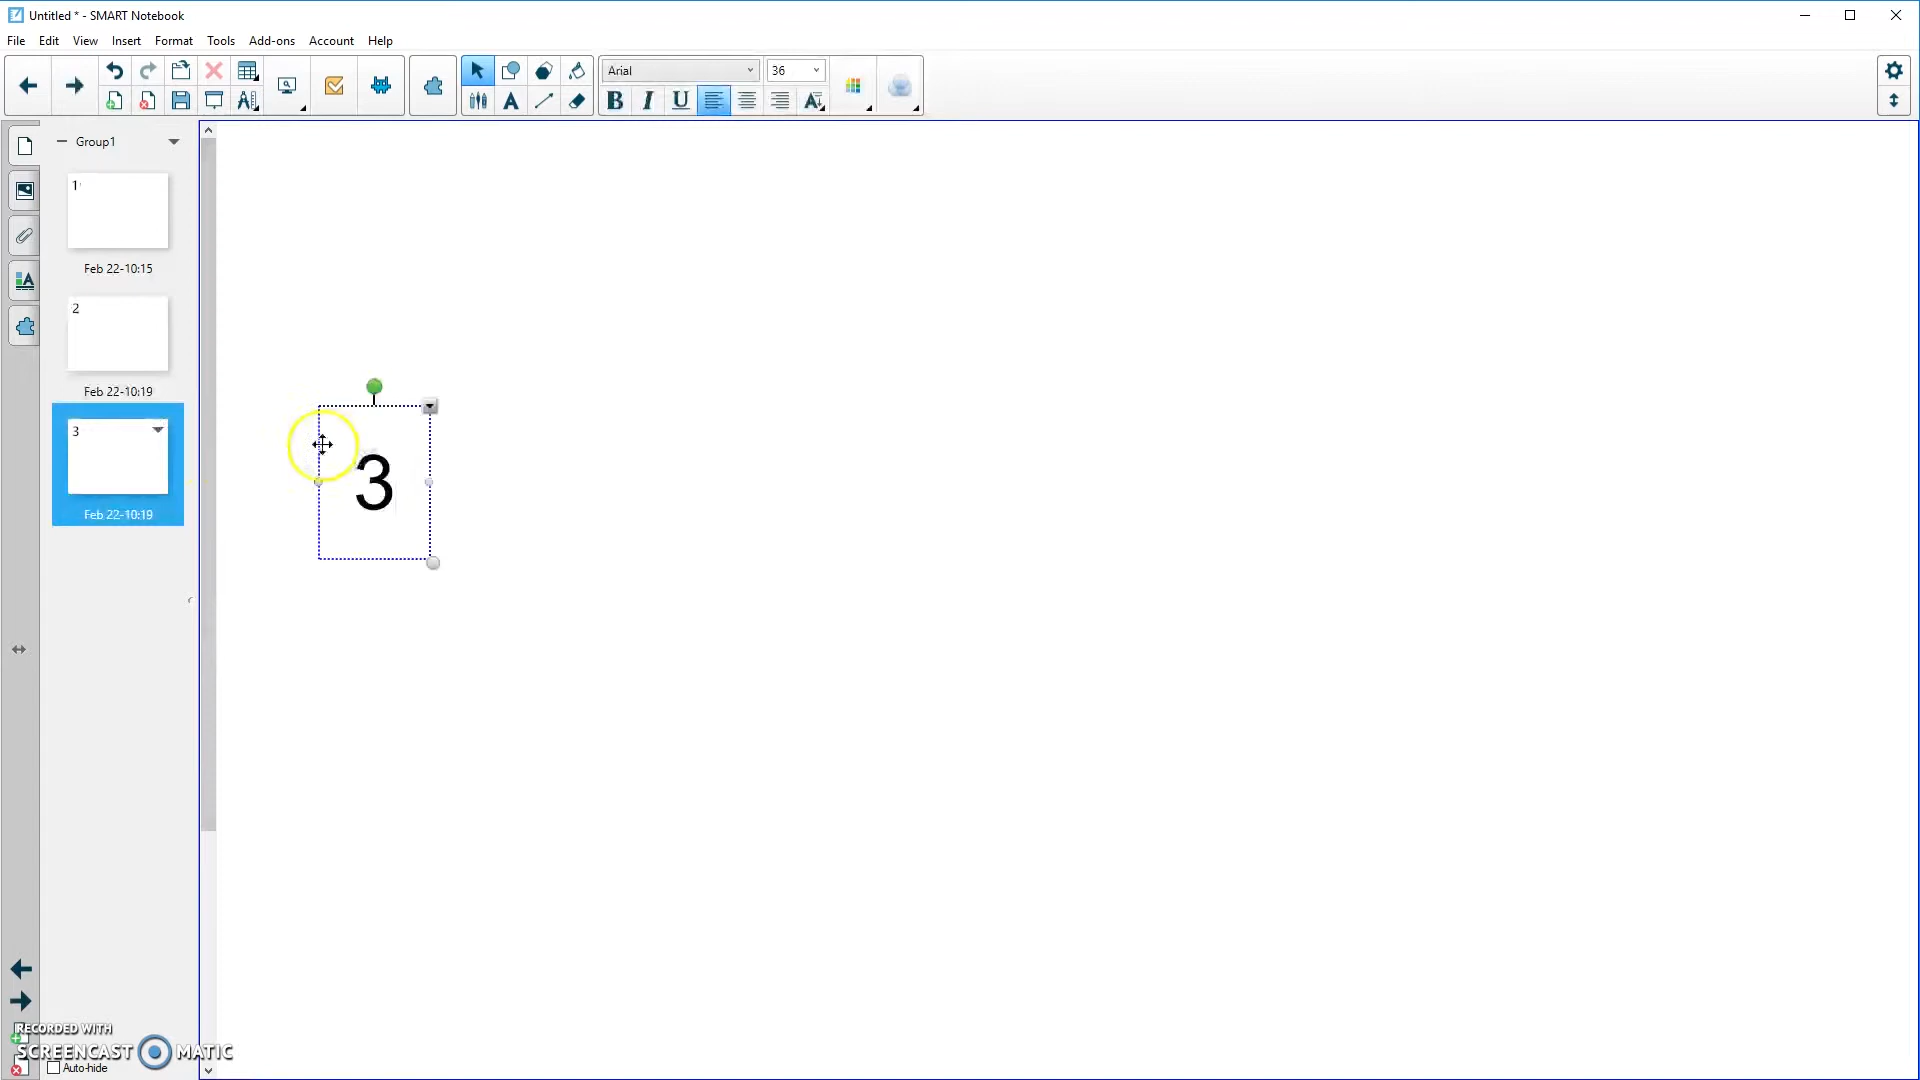 Untitled * - SMART Notebook
File Edit View Insert Format Tools Add-ons Account Help
Arial 36
B I U A
Group1
1
Feb 22-10:15
2
Feb 22-10:19
3
Feb 22-10:19
3
RECORDED WITH
SCREENCAST MATIC
Auto-hide